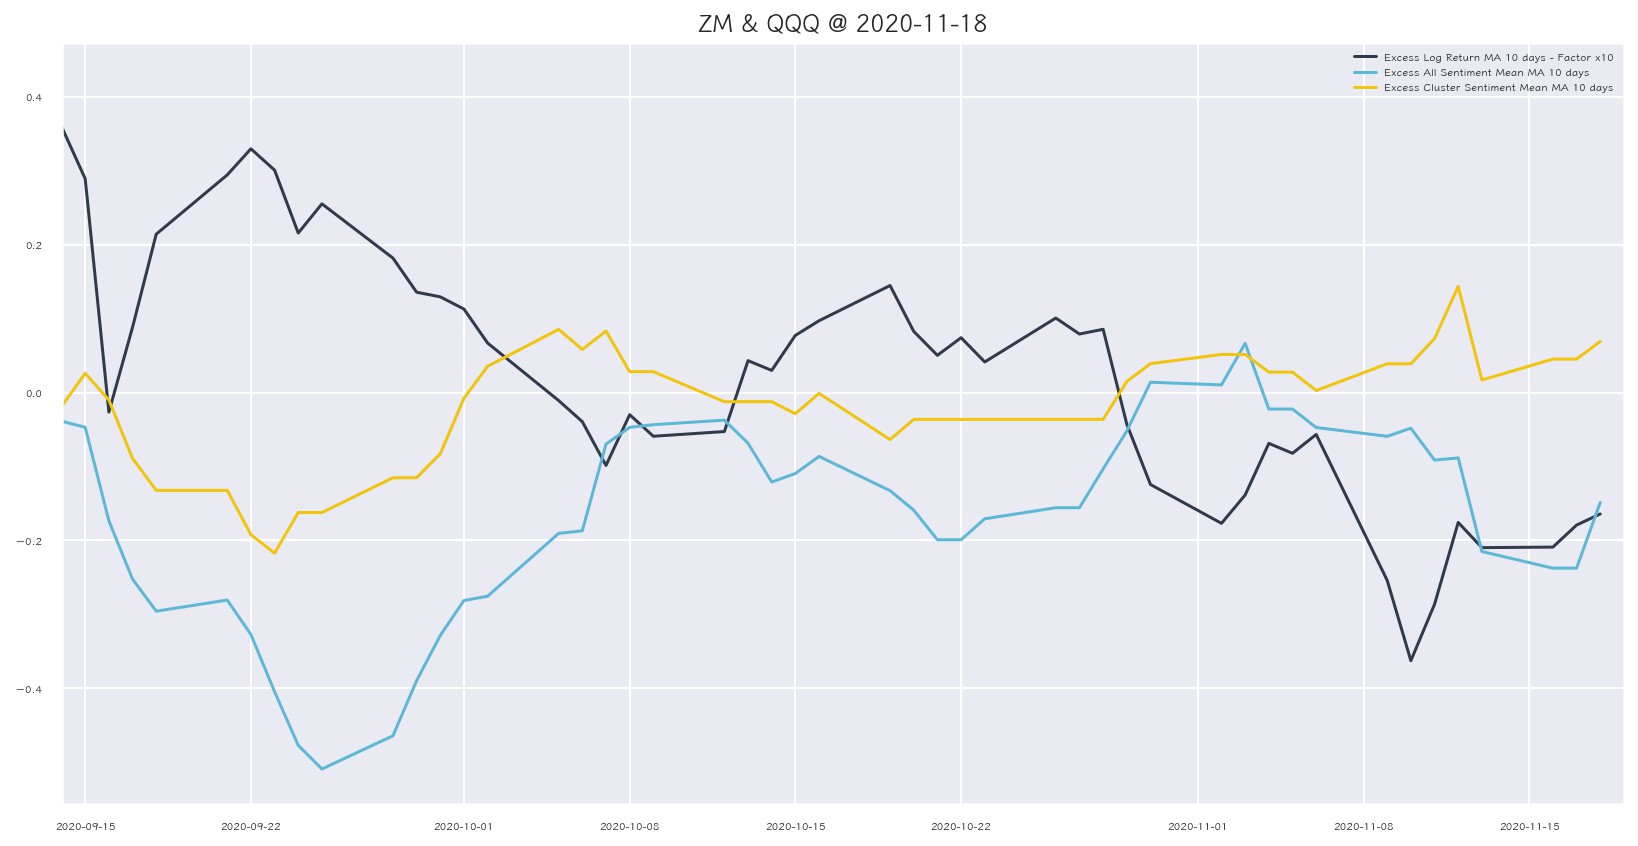 ZM & QQQ @ 2020-11-18
Excess Log Return MA 10 days - Factor x10
Excess All Sentiment Mean MA 10 days
Excess Cluster Sentiment Mean MA 10 days
0.4
0.2
0.0
−0.2
−0.4
2020-09-15 2020-09-22 2020-10-01 2020-10-08 2020-10-15 2020-10-22 2020-11-01 2020-11-08 2020-11-15